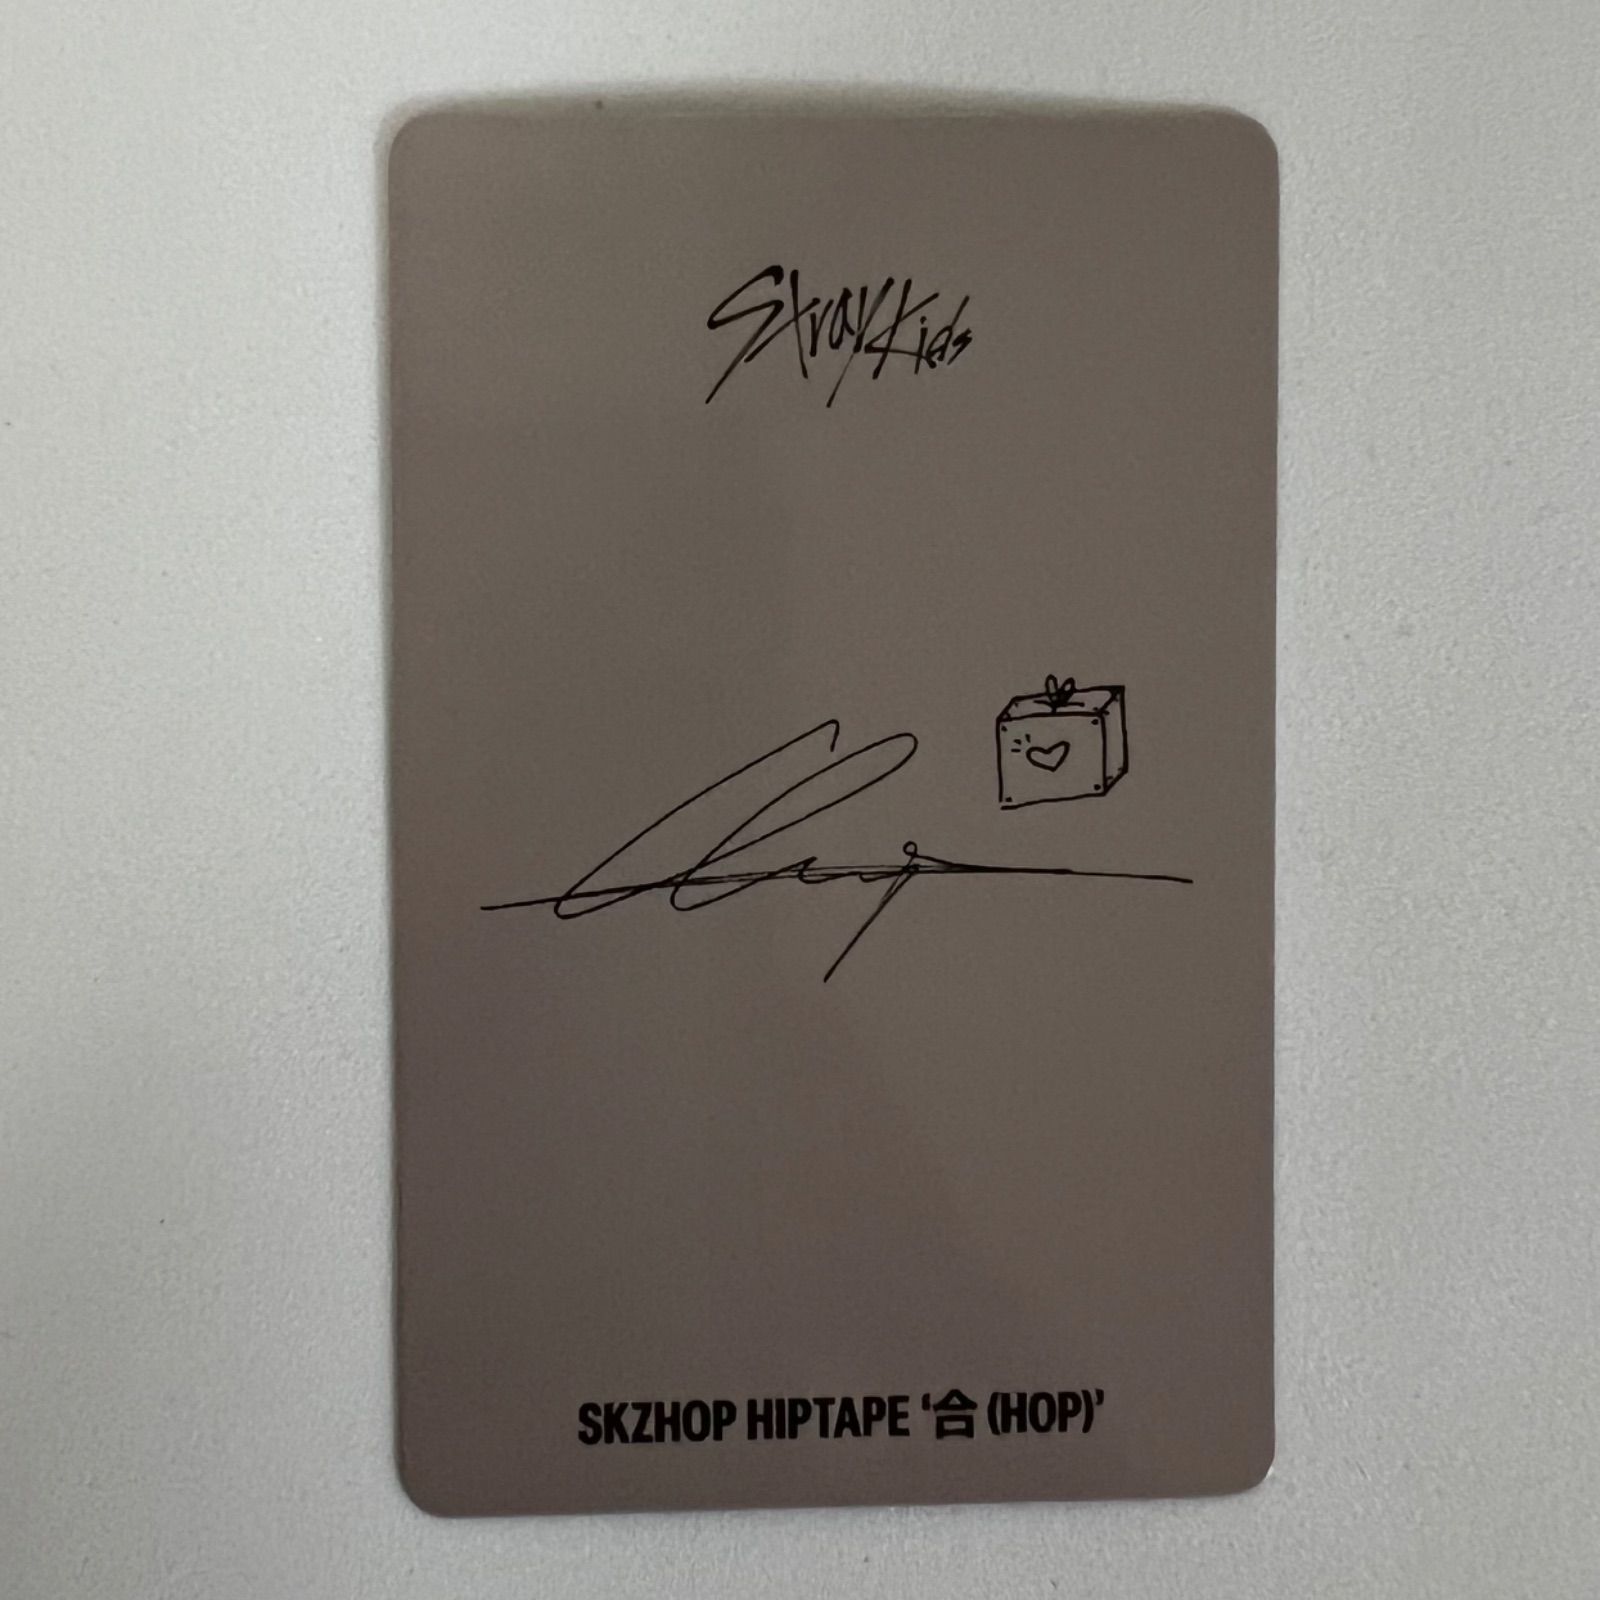 Stray Kids
SKZHOP HIPTAPE ‘合 (HOP)’